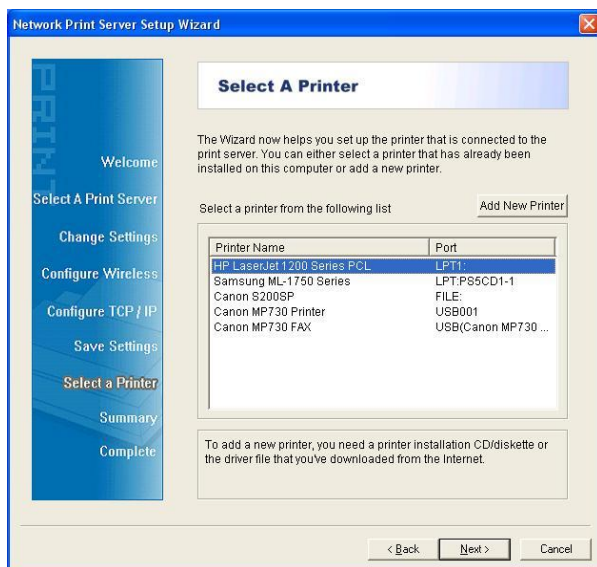 Network Print Server Setup Wizard
PRINT
Welcome
Select A Print Server
Change Settings
Configure Wireless
Configure TCP / IP
Save Settings
Select a Printer
Summary
Complete
Select A Printer
The Wizard now helps you set up the printer that is connected to the
print server. You can either select a printer that has already been
installed on this computer or add a new printer.
Select a printer from the following list
Add New Printer
Printer Name Port
HP LaserJet 1200 Series PCL LPT1:
Samsung ML-1750 Series LPT:PS5CD1-1
Canon S200SP FILE:
Canon MP730 Printer USB001
Canon MP730 FAX USB(Canon MP730 ...
To add a new printer, you need a printer installation CD/diskette or
the driver file that you've downloaded from the Internet.
< Back Next > Cancel